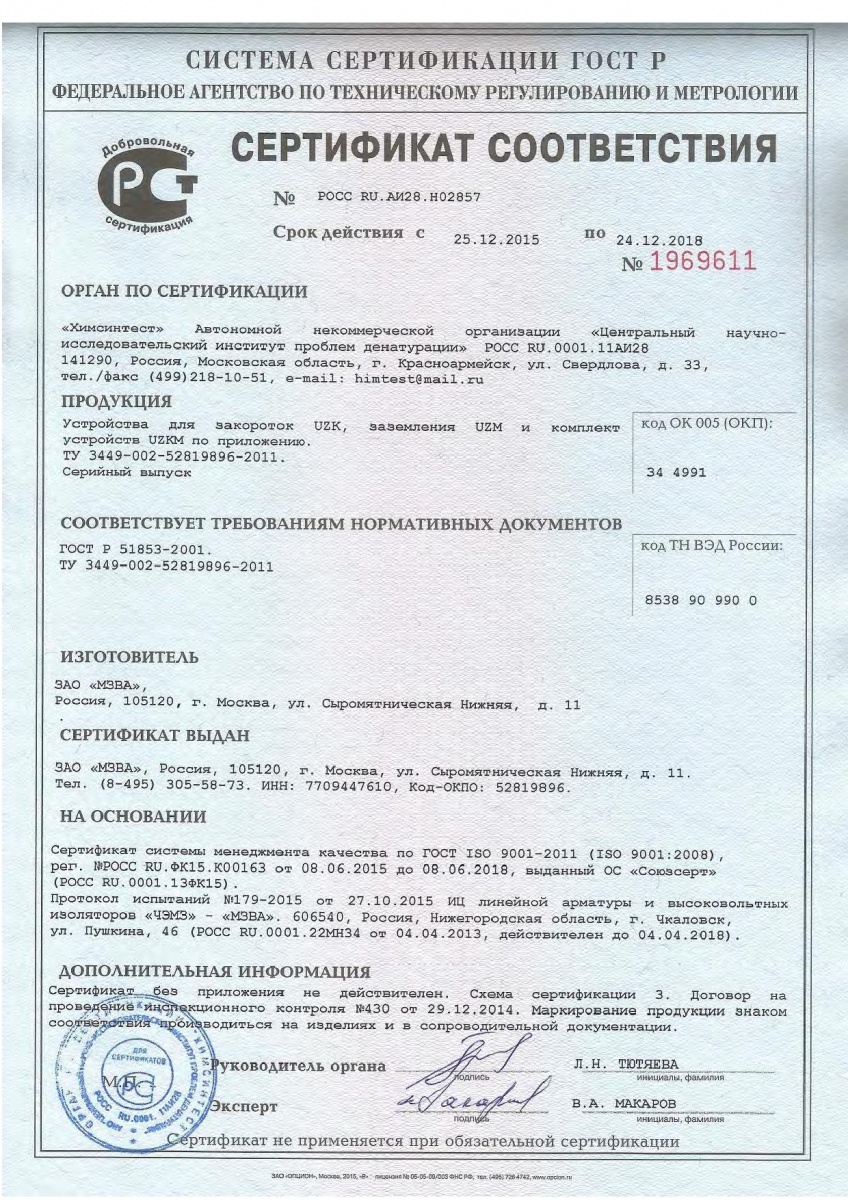 СИСТЕМА СЕРТИФИКАЦИИ ГОСТ Р
ФЕДЕРАЛЬНОЕ АГЕНТСТВО ПО ТЕХНИЧЕСКОМУ РЕГУЛИРОВАНИЮ И МЕТРОЛОГИИ
Добровольная
сертификация
СЕРТИФИКАТ СООТВЕТСТВИЯ
№ РОСС RU.АИ28.Н02857
Срок действия с 25.12.2015 по 24.12.2018
№ 1969611
ОРГАН ПО СЕРТИФИКАЦИИ
«Химсинтест» Автономной некоммерческой организации «Центральный научно-
исследовательский институт проблем денатурации» РОСС RU.0001.11АИ28
141290, Россия, Московская область, г. Красноармейск, ул. Свердлова, д. 33,
тел./факс (499)218-10-51, e-mail: himtest@mail.ru
ПРОДУКЦИЯ
Устройства для закороток UZK, заземления UZM и комплект
устройств UZKM по приложению.
ТУ 3449-002-52819896-2011.
Серийный выпуск
код ОК 005 (ОКП):
34 4991
СООТВЕТСТВУЕТ ТРЕБОВАНИЯМ НОРМАТИВНЫХ ДОКУМЕНТОВ
ГОСТ Р 51853-2001.
ТУ 3449-002-52819896-2011
код ТН ВЭД России:
8538 90 990 0
ИЗГОТОВИТЕЛЬ
ЗАО «МЗВА»,
Россия, 105120, г. Москва, ул. Сыромятническая Нижняя, д. 11
.
СЕРТИФИКАТ ВЫДАН
ЗАО «МЗВА», Россия, 105120, г. Москва, ул. Сыромятническая Нижняя, д. 11.
Тел. (8-495) 305-58-73. ИНН: 7709447610, Код-ОКПО: 52819896.
НА ОСНОВАНИИ
Сертификат системы менеджмента качества по ГОСТ ISO 9001-2011 (ISO 9001:2008),
рег. №РОСС RU.ФК15.К00163 от 08.06.2015 до 08.06.2018, выданный ОС «Союзсерт»
(РОСС RU.0001.13ФК15).
Протокол испытаний №179-2015 от 27.10.2015 ИЦ линейной арматуры и высоковольтных
изоляторов «ЧЭМЗ» - «МЗВА». 606540, Россия, Нижегородская область, г. Чкаловск,
ул. Пушкина, 46 (РОСС RU.0001.22МН34 от 04.04.2013, действителен до 04.04.2018).
ДОПОЛНИТЕЛЬНАЯ ИНФОРМАЦИЯ
Сертификат без приложения не действителен. Схема сертификации 3. Договор на
проведение инспекционного контроля №430 от 29.12.2014. Маркирование продукции знаком
соответствия производиться на изделиях и в сопроводительной документации.
ДЛЯ
СЕРТИФИКАТОВ
РОСС RU.0001.11АИ28
М.П.
Руководитель органа
подпись
Л.Н. ТЮТЯЕВА
инициалы, фамилия
Эксперт
подпись
В.А. МАКАРОВ
инициалы, фамилия
Сертификат не применяется при обязательной сертификации
ЗАО «ОПЦИОН», Москва, 2015, «В» лицензия № 05-05-09/003 ФНС РФ, тел. (495) 726 4742, www.opcion.ru